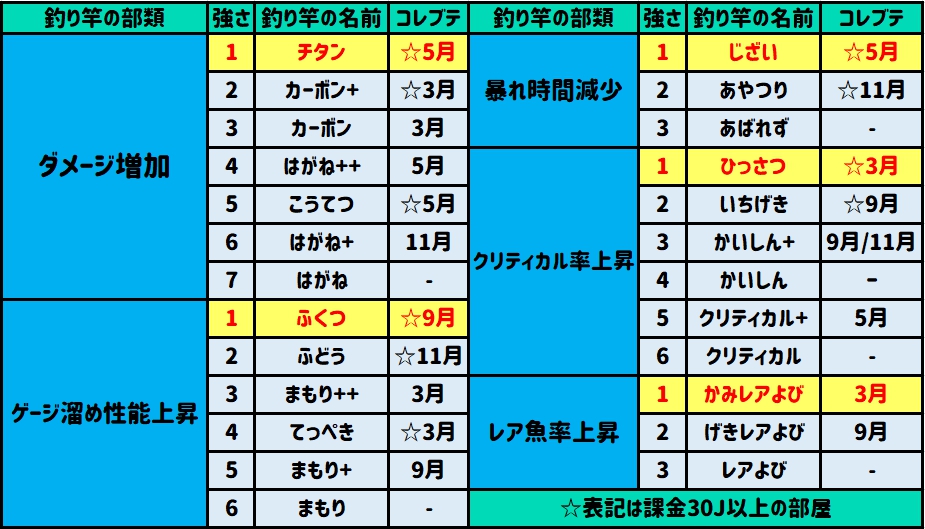 釣り竿の部類 強さ 釣り竿の名前 コレブテ
ダメージ増加
1 チタン ☆5月
2 カーボン+ ☆3月
3 カーボン 3月
4 はがね++ 5月
5 こうてつ ☆5月
6 はがね+ 11月
7 はがね -
ゲージ溜め性能上昇
1 ふくつ ☆9月
2 ふどう ☆11月
3 まもり++ 3月
4 てっぺき ☆3月
5 まもり+ 9月
6 まもり -
釣り竿の部類 強さ 釣り竿の名前 コレブテ
暴れ時間減少
1 じざい ☆5月
2 あやつり ☆11月
3 あばれず -
クリティカル率上昇
1 ひっさつ ☆3月
2 いちげき ☆9月
3 かいしん+ 9月/11月
4 かいしん -
5 クリティカル+ 5月
6 クリティカル -
レア魚率上昇
1 かみレアよび 3月
2 げきレアよび 9月
3 レアよび -
☆表記は課金30J以上の部屋